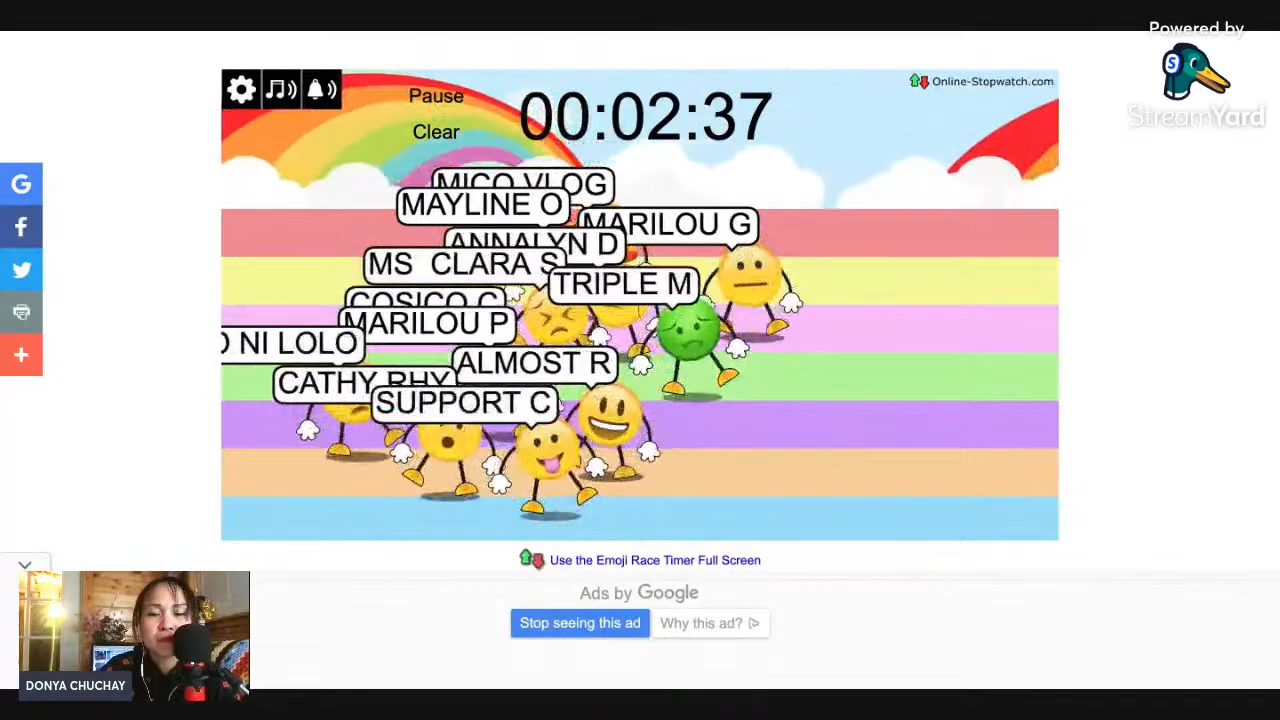 Powered by
StreamYard
Online-Stopwatch.com
Pause
Clear
00:02:37
MICO VLOG
MAYLINE O
MARILOU G
ANNALYN D
MS CLARA S
TRIPLE M
COSICO C
MARILOU P
O NI LOLO
ALMOST R
CATHY RHY
SUPPORT C
Use the Emoji Race Timer Full Screen
Ads by Google
Stop seeing this ad
Why this ad?
DONYA CHUCHAY